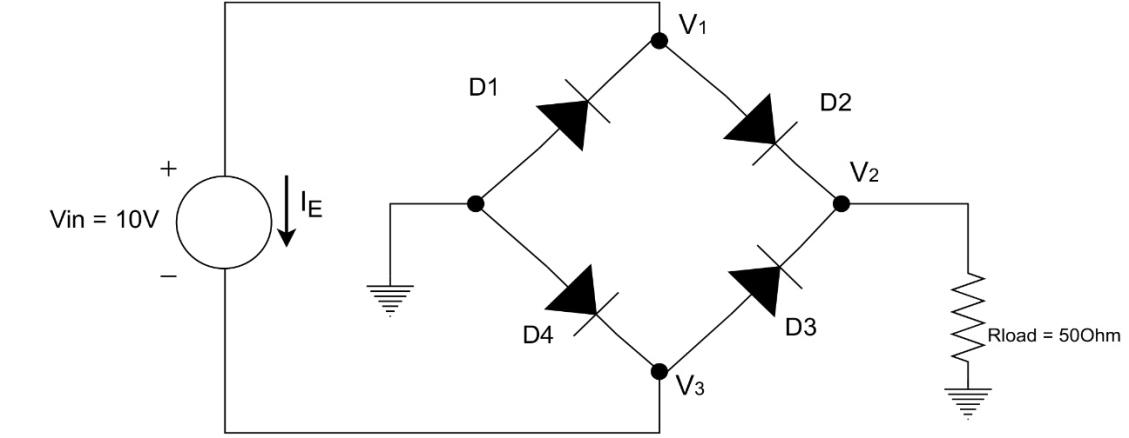 V1
D1
D2
+
V2
IE
Vin = 10V
−
D4
D3
Rload = 50Ohm
V3